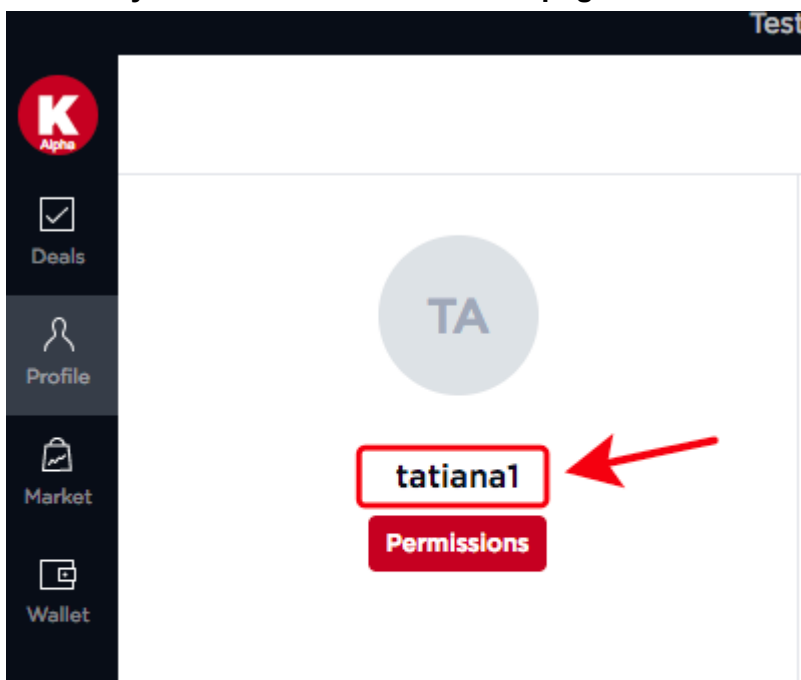 Test
K
Alpha
Deals
TA
Profile
tatiana1
Market
Permissions
Wallet